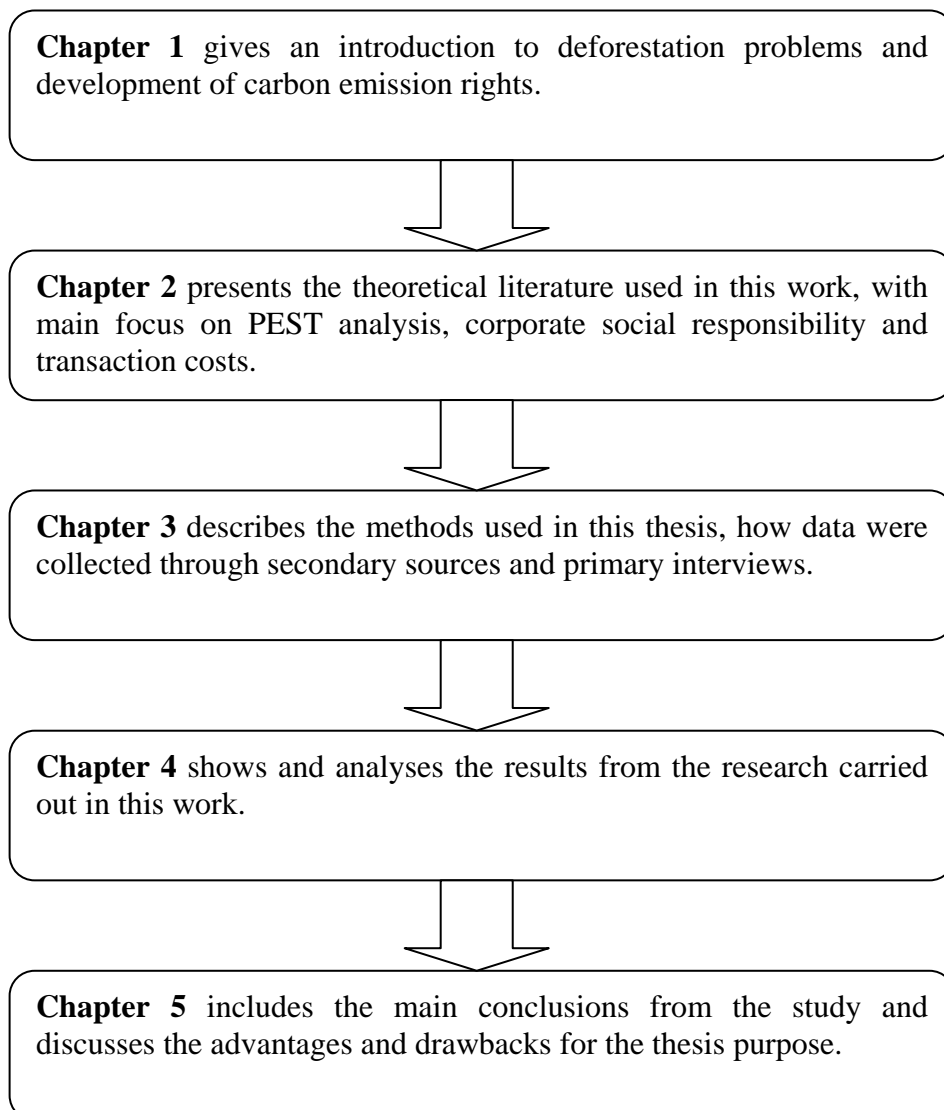 Chapter 1 gives an introduction to deforestation problems and
development of carbon emission rights.
Chapter 2 presents the theoretical literature used in this work, with
main focus on PEST analysis, corporate social responsibility and
transaction costs.
Chapter 3 describes the methods used in this thesis, how data were
collected through secondary sources and primary interviews.
Chapter 4 shows and analyses the results from the research carried
out in this work.
Chapter 5 includes the main conclusions from the study and
discusses the advantages and drawbacks for the thesis purpose.